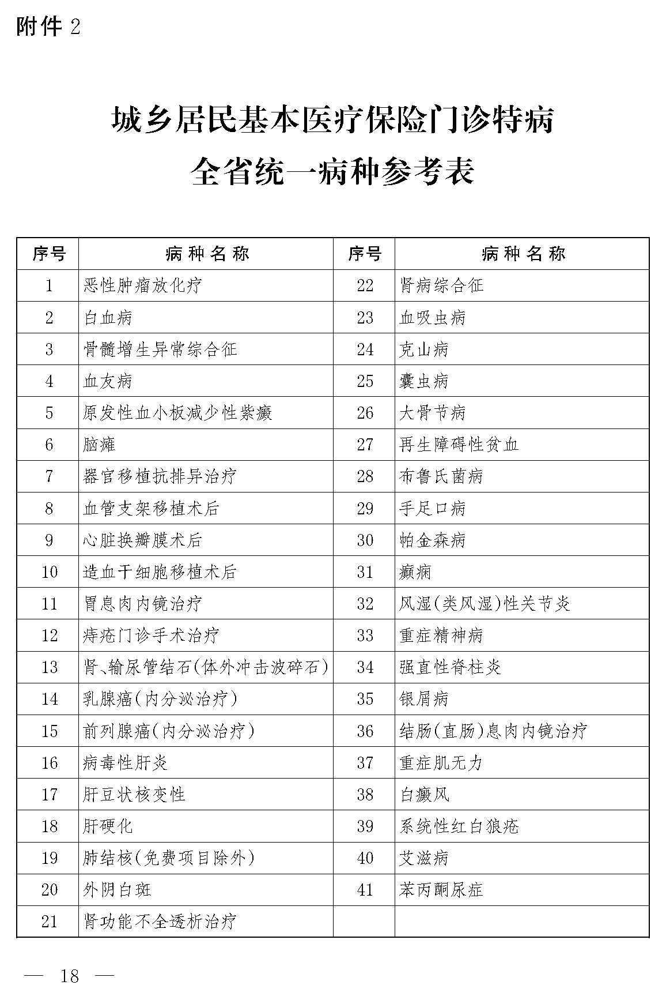 附件 2
城乡居民基本医疗保险门诊特病
全省统一病种参考表
序号 病种名称 序号 病种名称
1 恶性肿瘤放化疗 22 肾病综合征
2 白血病 23 血吸虫病
3 骨髓增生异常综合征 24 克山病
4 血友病 25 囊虫病
5 原发性血小板减少性紫癜 26 大骨节病
6 脑瘫 27 再生障碍性贫血
7 器官移植抗排异治疗 28 布鲁氏菌病
8 血管支架移植术后 29 手足口病
9 心脏换瓣膜术后 30 帕金森病
10 造血干细胞移植术后 31 癫痫
11 胃息肉内镜治疗 32 风湿(类风湿)性关节炎
12 痔疮门诊手术治疗 33 重症精神病
13 肾、输尿管结石(体外冲击波碎石) 34 强直性脊柱炎
14 乳腺癌(内分泌治疗) 35 银屑病
15 前列腺癌(内分泌治疗) 36 结肠(直肠)息肉内镜治疗
16 病毒性肝炎 37 重症肌无力
17 肝豆状核变性 38 白癜风
18 肝硬化 39 系统性红白狼疮
19 肺结核(免费项目除外) 40 艾滋病
20 外阴白斑 41 苯丙酮尿症
21 肾功能不全透析治疗
— 18 —